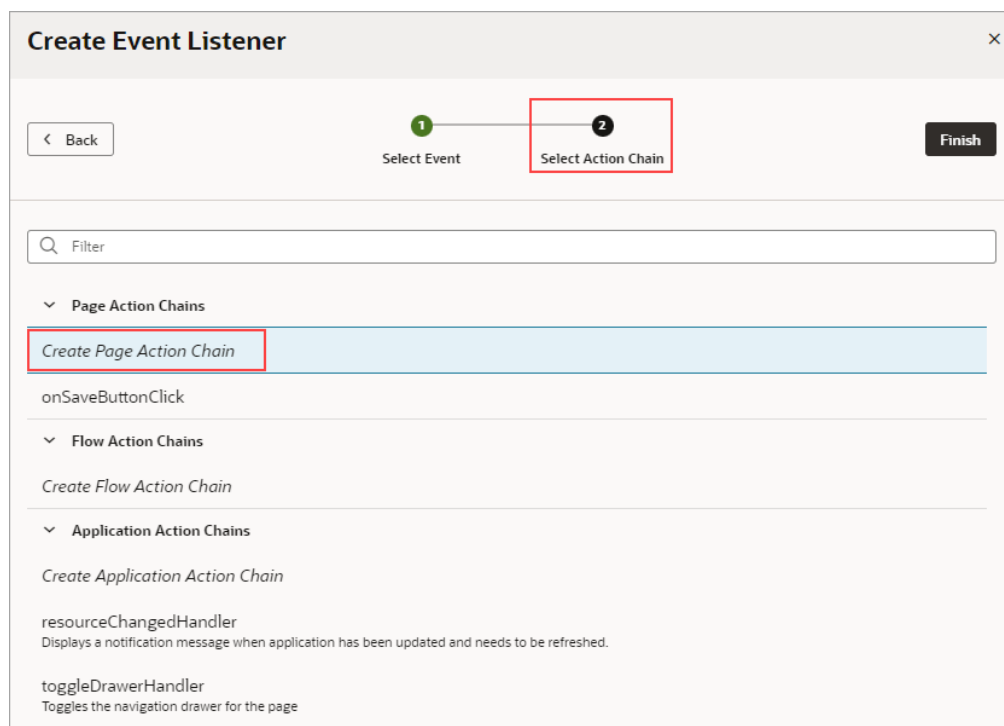 Create Event Listener
×
Back
1
2
Select Event
Select Action Chain
Finish
Filter
Page Action Chains
Create Page Action Chain
onSaveButtonClick
Flow Action Chains
Create Flow Action Chain
Application Action Chains
Create Application Action Chain
resourceChangedHandler
Displays a notification message when application has been updated and needs to be refreshed.
toggleDrawerHandler
Toggles the navigation drawer for the page